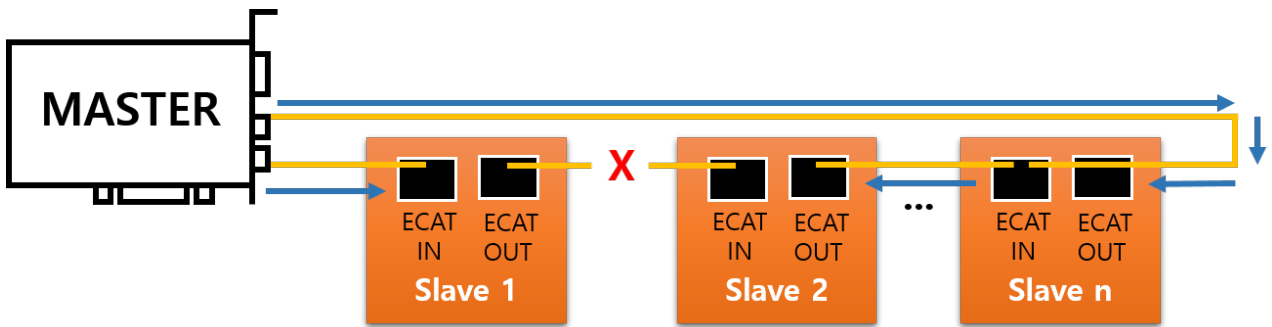 MASTER
X
ECAT IN
ECAT OUT
Slave 1
ECAT IN
ECAT OUT
Slave 2
...
ECAT IN
ECAT OUT
Slave n